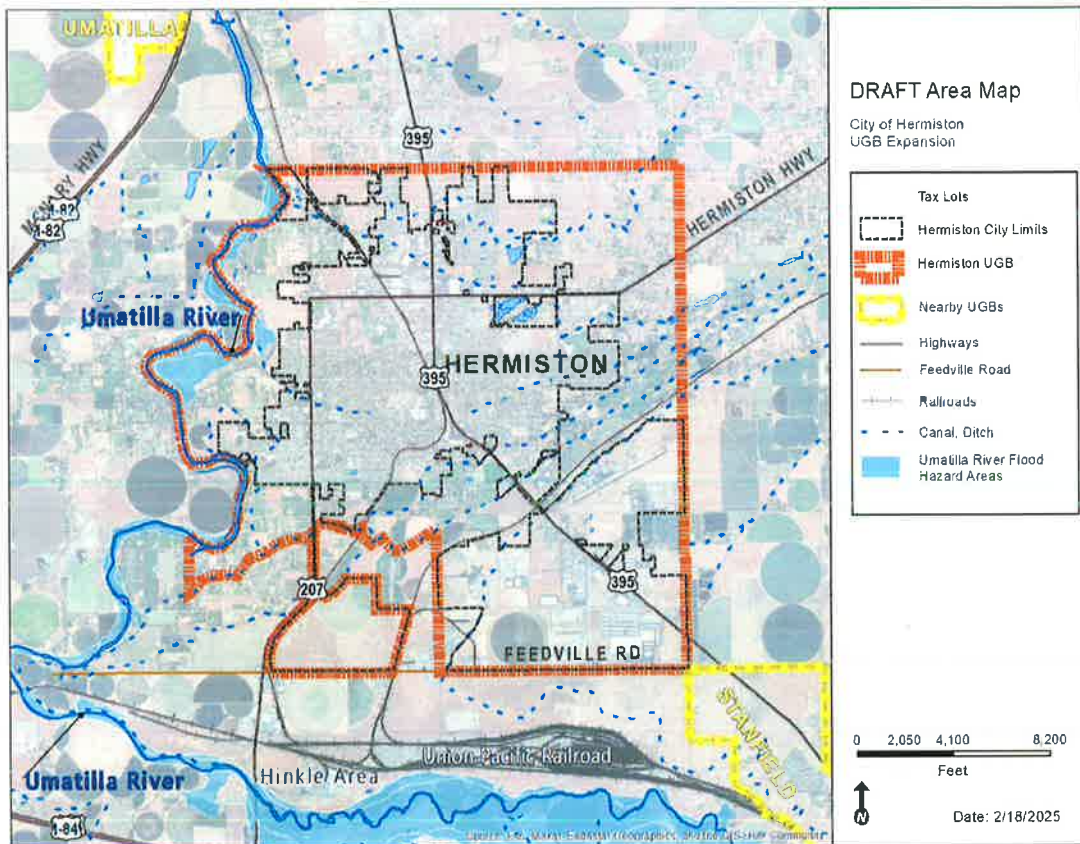 UMATILLA
395
HERMISTON HWY
MCNARY HWY
I-82
I-82
Umatilla River
HERMISTON
395
207
395
FEEDVILLE RD
STANFIELD
Union Pacific Railroad
Hinkle Area
Umatilla River
I-84
DRAFT Area Map
City of Hermiston
UGB Expansion
Tax Lots
Hermiston City Limits
Hermiston UGB
Nearby UGBs
Highways
Feedville Road
Railroads
Canal, Ditch
Umatilla River Flood
Hazard Areas
0 2,050 4,100 8,200
Feet
N
Date: 2/18/2025